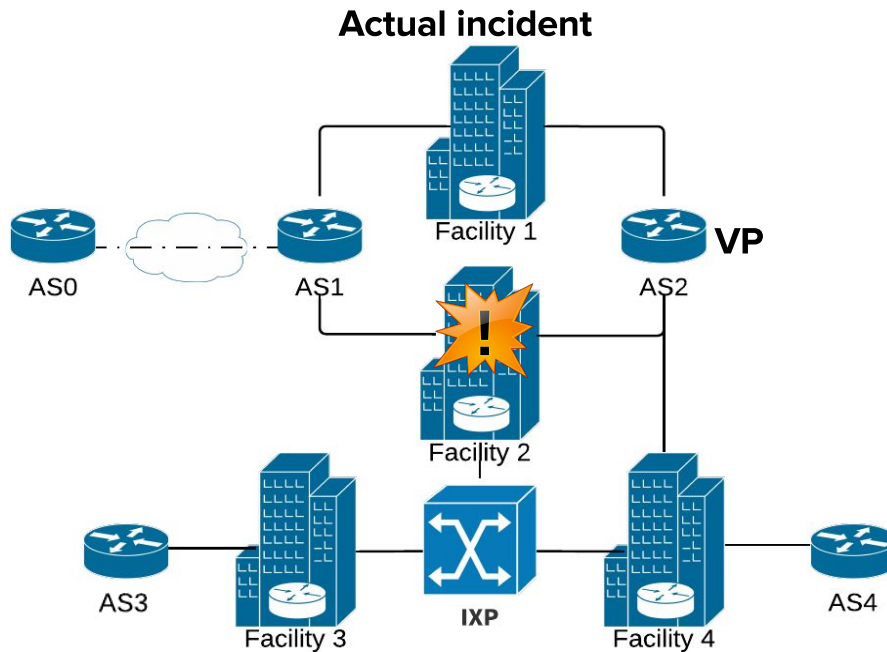 Actual incident
Facility 1
VP
AS0
AS1
AS2
!
Facility 2
AS3
Facility 3
IXP
Facility 4
AS4